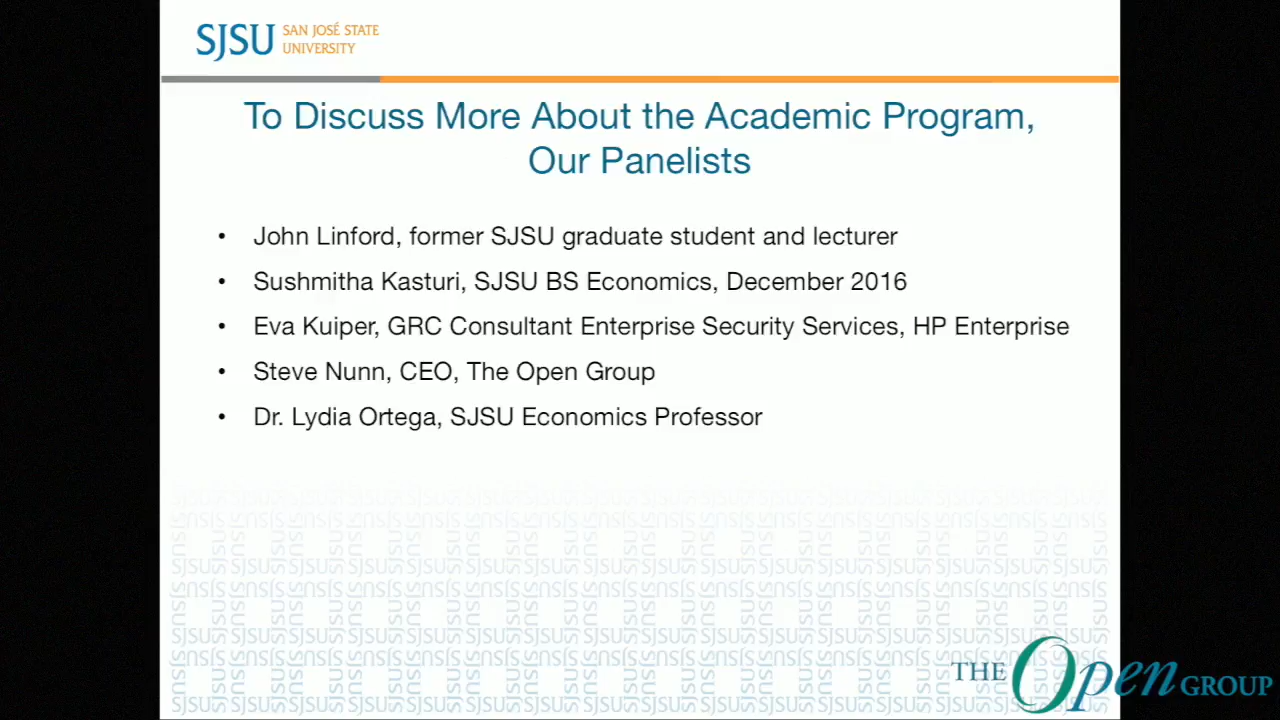 SJSU SAN JOSÉ STATE
UNIVERSITY
To Discuss More About the Academic Program,
Our Panelists
• John Linford, former SJSU graduate student and lecturer
• Sushmitha Kasturi, SJSU BS Economics, December 2016
• Eva Kuiper, GRC Consultant Enterprise Security Services, HP Enterprise
• Steve Nunn, CEO, The Open Group
• Dr. Lydia Ortega, SJSU Economics Professor
THE Open GROUP